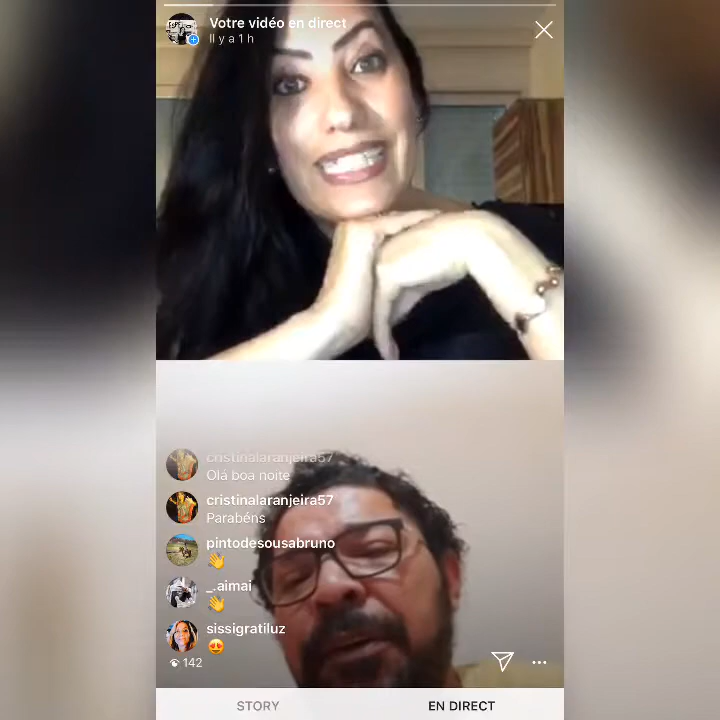 Votre vidéo en direct
Il y a 1 h
cristinalaranjeira57
Olá boa noite
cristinalaranjeira57
Parabéns
pintodesousabruno
👋
_.aimai
👋
sissigratiluz
😍
142
STORY
EN DIRECT